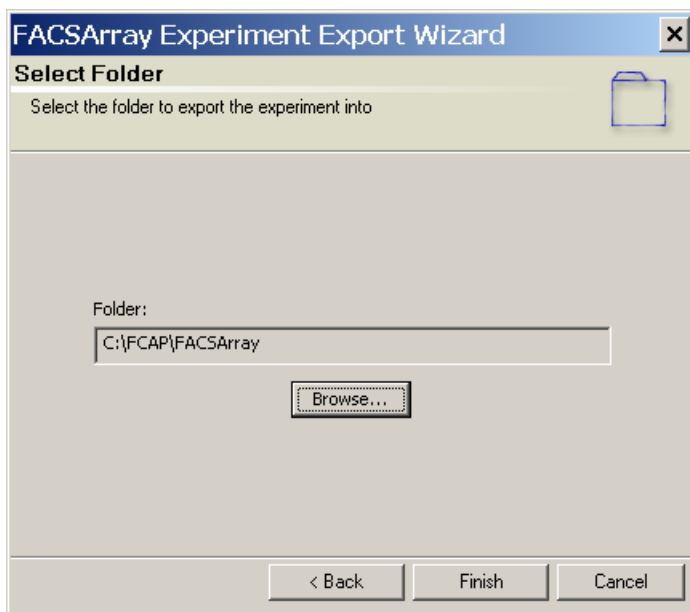 FACSArray Experiment Export Wizard
Select Folder
Select the folder to export the experiment into
Folder:
C:\FCAP\FACSArray
Browse...
< Back Finish Cancel